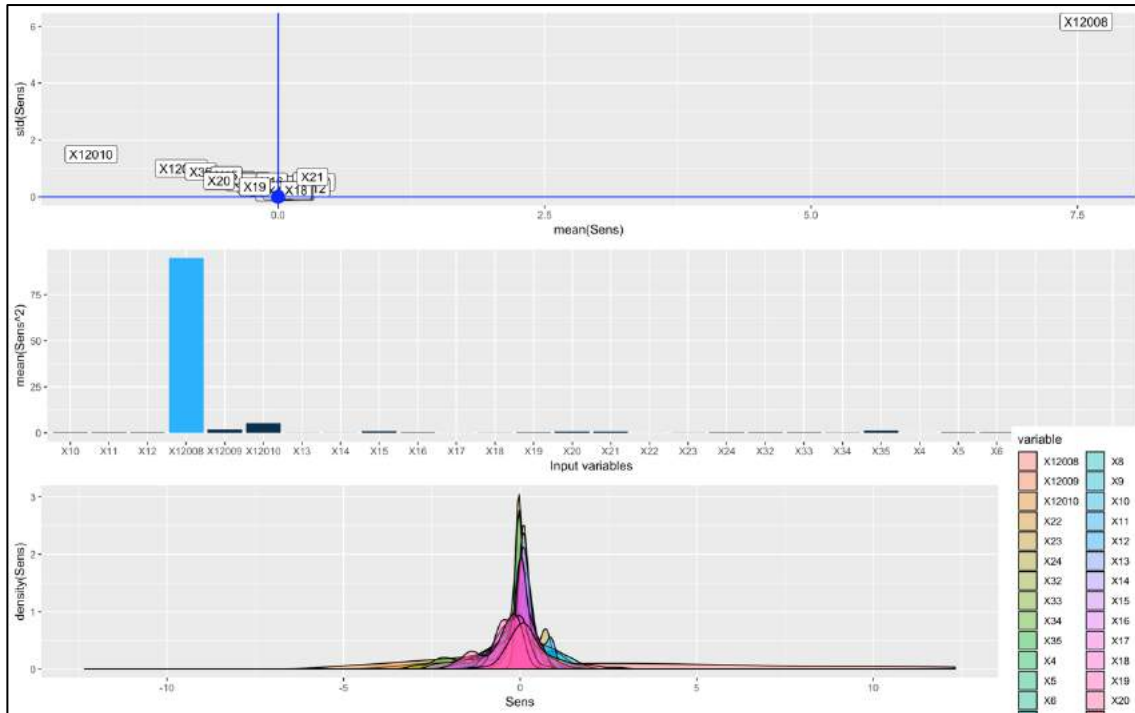 6
X12008
4
std(Sens)
2
X12010
X20
X19
X18
X21
0
0.0 2.5 5.0 7.5
mean(Sens)
75
50
mean(Sens^2)
25
0
X10 X11 X12 X12008 X12009 X12010 X13 X14 X15 X16 X17 X18 X19 X20 X21 X22 X23 X24 X32 X33 X34 X35 X4 X5 X6
Input variables
variable
X12008 X8
X12009 X9
X12010 X10
X22 X11
X23 X12
X24 X13
X32 X14
X33 X15
X34 X16
X35 X17
X4 X18
X5 X19
X6 X20
3
2
density(Sens)
1
0
-10 -5 0 5 10
Sens